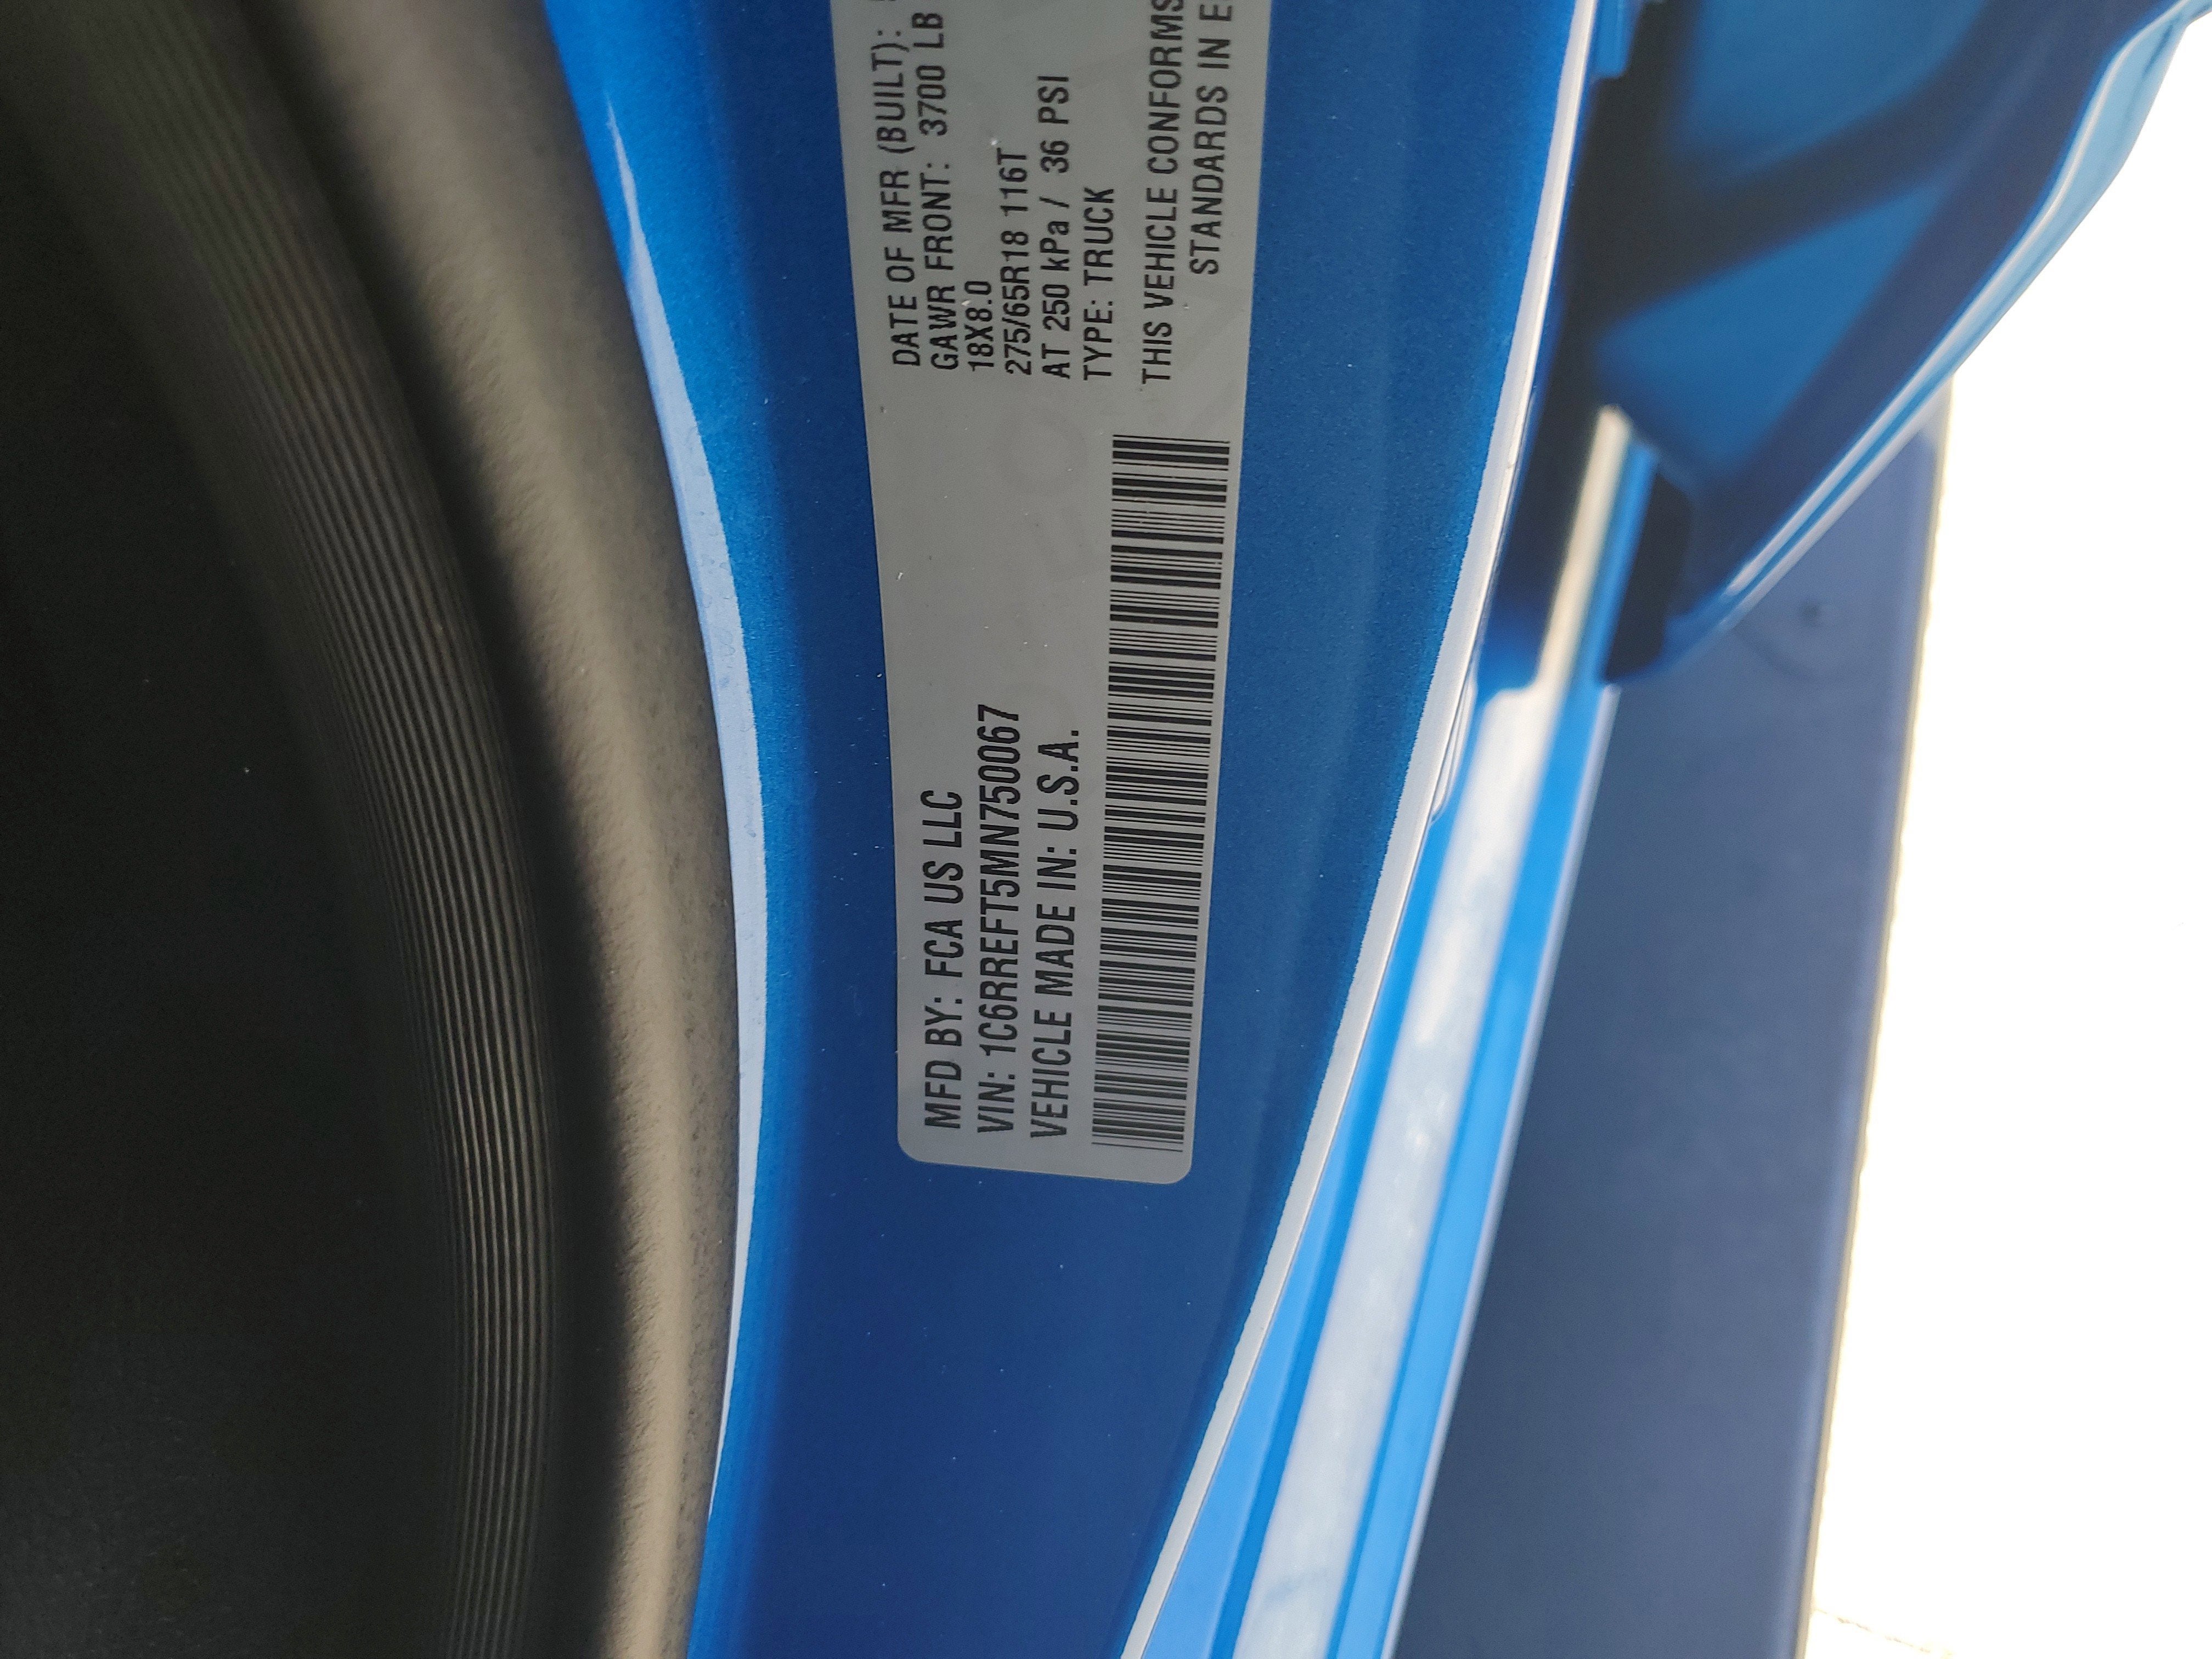 MFD BY: FCA US LLC
VIN: 1C6RREFT5MN750067
VEHICLE MADE IN: U.S.A.
DATE OF MFR (BUILT):
GAWR FRONT: 3700 LB
18X8.0
275/65R18 116T
AT 250 kPa / 36 PSI
TYPE: TRUCK
THIS VEHICLE CONFORMS
STANDARDS IN E